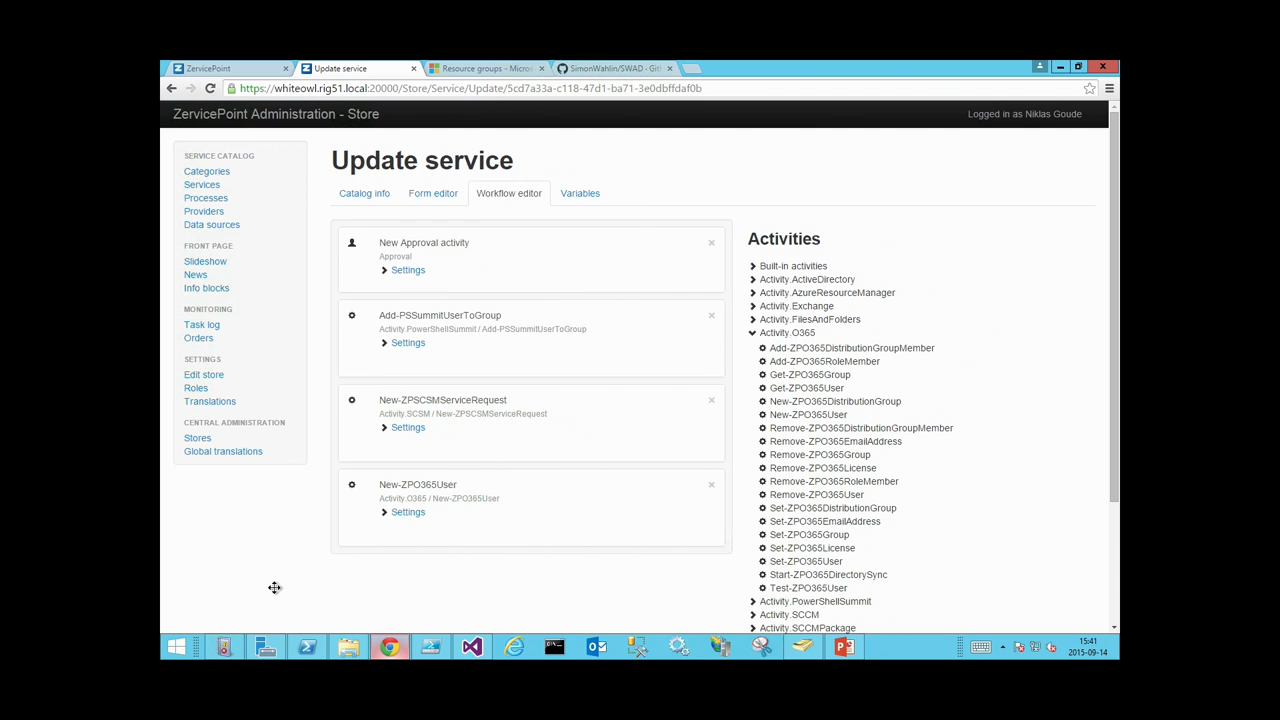 ZervicePoint
Update service
Resource groups - Micros
SimonWahlin/SWAD · Git
https://whiteowl.rig51.local:20000/Store/Service/Update/5cd7a33a-c118-47d1-ba71-3e0dbffdaf0b
ZervicePoint Administration - Store
Logged in as Niklas Goude
SERVICE CATALOG
Categories
Services
Processes
Providers
Data sources
FRONT PAGE
Slideshow
News
Info blocks
MONITORING
Task log
Orders
SETTINGS
Edit store
Roles
Translations
CENTRAL ADMINISTRATION
Stores
Global translations
Update service
Catalog info
Form editor
Workflow editor
Variables
New Approval activity
Approval
Settings
Add-PSSummitUserToGroup
Activity.PowerShellSummit / Add-PSSummitUserToGroup
Settings
New-ZPSCSMServiceRequest
Activity.SCSM / New-ZPSCSMServiceRequest
Settings
New-ZPO365User
Activity.O365 / New-ZPO365User
Settings
Activities
Built-in activities
Activity.ActiveDirectory
Activity.AzureResourceManager
Activity.Exchange
Activity.FilesAndFolders
Activity.O365
Add-ZPO365DistributionGroupMember
Add-ZPO365RoleMember
Get-ZPO365Group
Get-ZPO365User
New-ZPO365DistributionGroup
New-ZPO365User
Remove-ZPO365DistributionGroupMember
Remove-ZPO365EmailAddress
Remove-ZPO365Group
Remove-ZPO365License
Remove-ZPO365RoleMember
Remove-ZPO365User
Set-ZPO365DistributionGroup
Set-ZPO365EmailAddress
Set-ZPO365Group
Set-ZPO365License
Set-ZPO365User
Start-ZPO365DirectorySync
Test-ZPO365User
Activity.PowerShellSummit
Activity.SCCM
Activity.SCCMPackage
15:41
2015-09-14